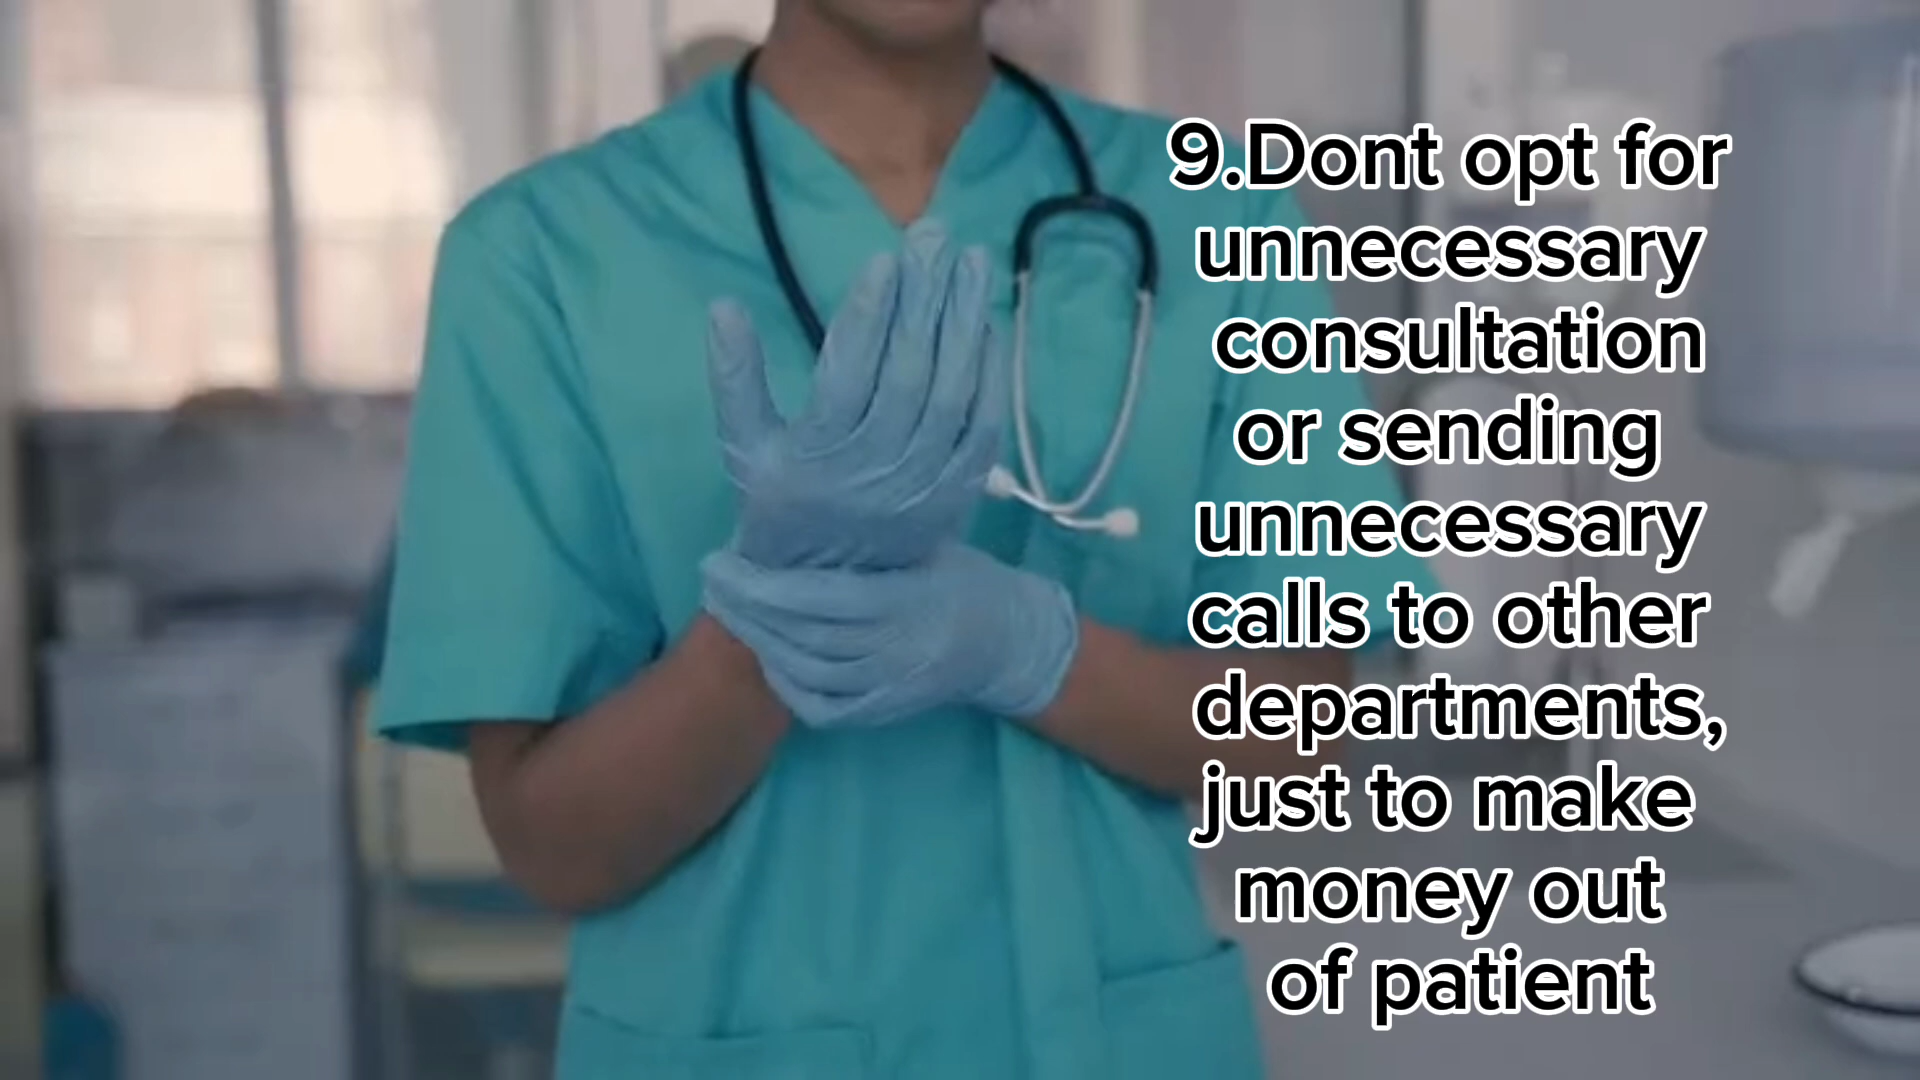 9.Dont opt for
unnecessary
consultation
or sending
unnecessary
calls to other
departments,
just to make
money out
of patient